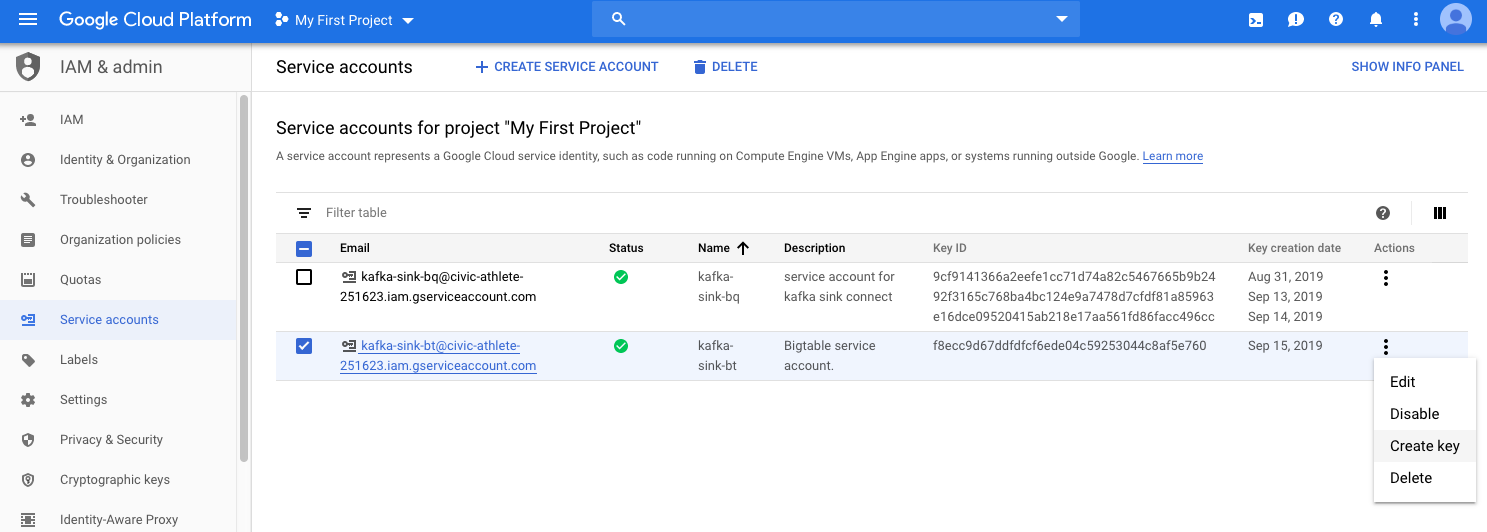 Google Cloud Platform My First Project
IAM & admin
Service accounts CREATE SERVICE ACCOUNT DELETE SHOW INFO PANEL
IAM
Identity & Organization
Troubleshooter
Organization policies
Quotas
Service accounts
Labels
Settings
Privacy & Security
Cryptographic keys
Identity-Aware Proxy
Service accounts for project "My First Project"
A service account represents a Google Cloud service identity, such as code running on Compute Engine VMs, App Engine apps, or systems running outside Google. Learn more
Filter table
Email Status Name Description Key ID Key creation date Actions
kafka-sink-bq@civic-athlete- kafka- service account for 9cf9141366a2eefe1cc71d74a82c5467665b9b24 Aug 31, 2019
251623.iam.gserviceaccount.com sink-bq kafka sink connect 92f3165c768ba4bc124e9a7478d7cfdf81a85963 Sep 13, 2019
e16dce09520415ab218e17aa561fd86facc496cc Sep 14, 2019
kafka-sink-bt@civic-athlete- kafka- Bigtable service f8ecc9d67ddfdfcf6ede04c59253044c8af5e760 Sep 15, 2019
251623.iam.gserviceaccount.com sink-bt account.
Edit
Disable
Create key
Delete